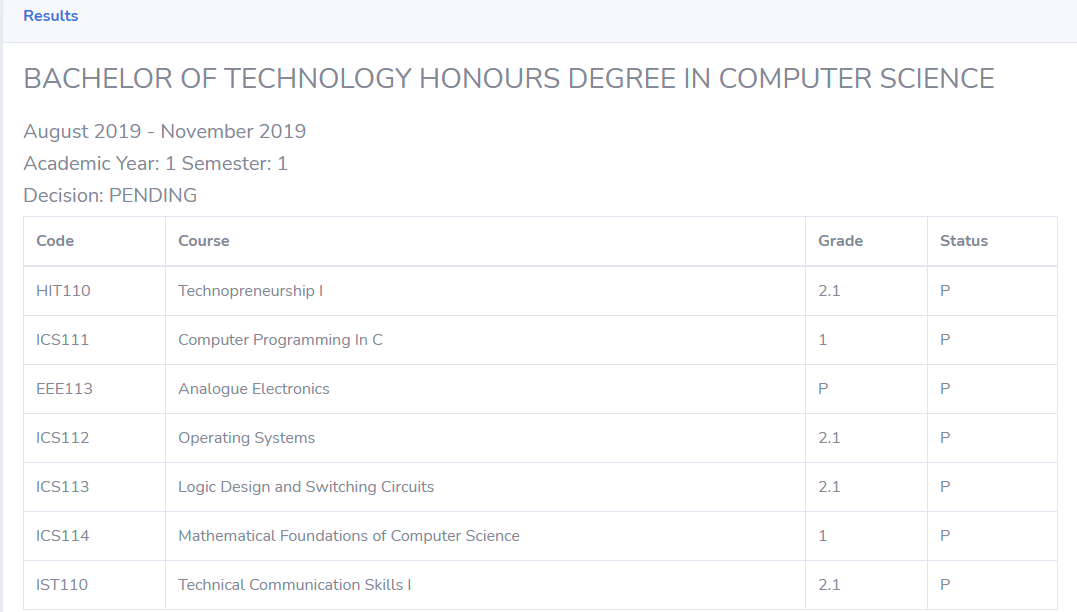 Results
BACHELOR OF TECHNOLOGY HONOURS DEGREE IN COMPUTER SCIENCE
August 2019 - November 2019
Academic Year: 1 Semester: 1
Decision: PENDING
Code Course Grade Status
HIT110 Technopreneurship I 2.1 P
ICS111 Computer Programming In C 1 P
EEE113 Analogue Electronics P P
ICS112 Operating Systems 2.1 P
ICS113 Logic Design and Switching Circuits 2.1 P
ICS114 Mathematical Foundations of Computer Science 1 P
IST110 Technical Communication Skills I 2.1 P